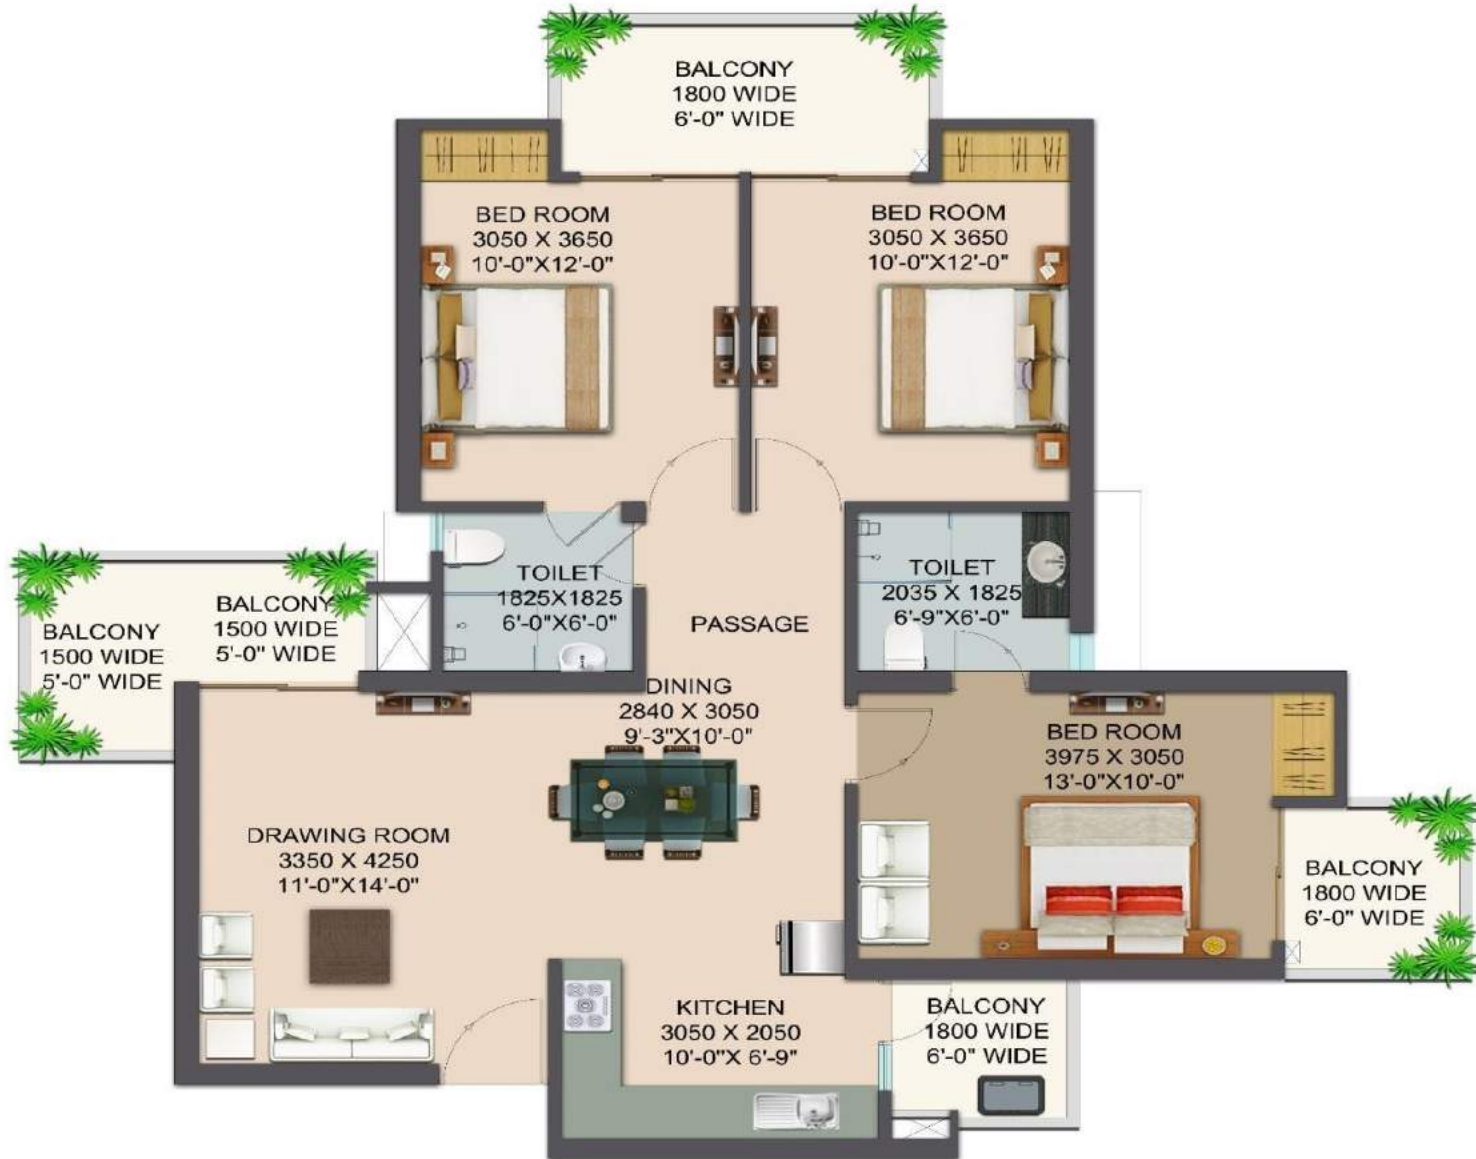 BALCONY
1800 WIDE
6'-0" WIDE
BED ROOM
3050 X 3650
10'-0"X12'-0"
BED ROOM
3050 X 3650
10'-0"X12'-0"
TOILET
1825X1825
6'-0"X6'-0"
TOILET
2035 X 1825
6'-9"X6'-0"
BALCONY
1500 WIDE
5'-0" WIDE
BALCONY
1500 WIDE
5'-0" WIDE
PASSAGE
DINING
2840 X 3050
9'-3"X10'-0"
BED ROOM
3975 X 3050
13'-0"X10'-0"
DRAWING ROOM
3350 X 4250
11'-0"X14'-0"
BALCONY
1800 WIDE
6'-0" WIDE
KITCHEN
3050 X 2050
10'-0"X 6'-9"
BALCONY
1800 WIDE
6'-0" WIDE